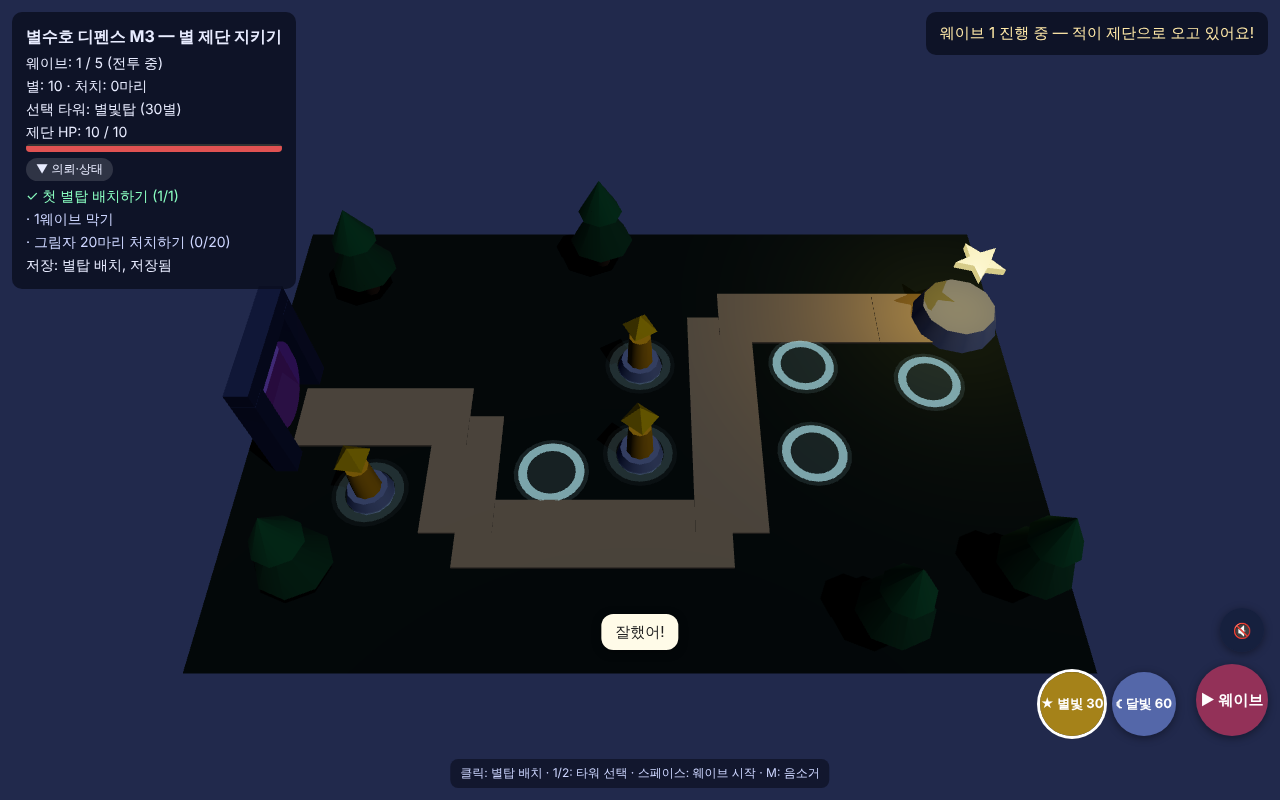 별수호 디펜스 M3 — 별 제단 지키기
웨이브: 1 / 5 (전투 중)
별: 10 · 처치: 0마리
선택 타워: 별빛탑 (30별)
제단 HP: 10 / 10
▼ 의뢰·상태
✓ 첫 별탑 배치하기 (1/1)
· 1웨이브 막기
· 그림자 20마리 처치하기 (0/20)
저장: 별탑 배치, 저장됨
웨이브 1 진행 중 — 적이 제단으로 오고 있어요!
잘했어!
★ 별빛 30
☾ 달빛 60
▶ 웨이브
클릭: 별탑 배치 · 1/2: 타워 선택 · 스페이스: 웨이브 시작 · M: 음소거